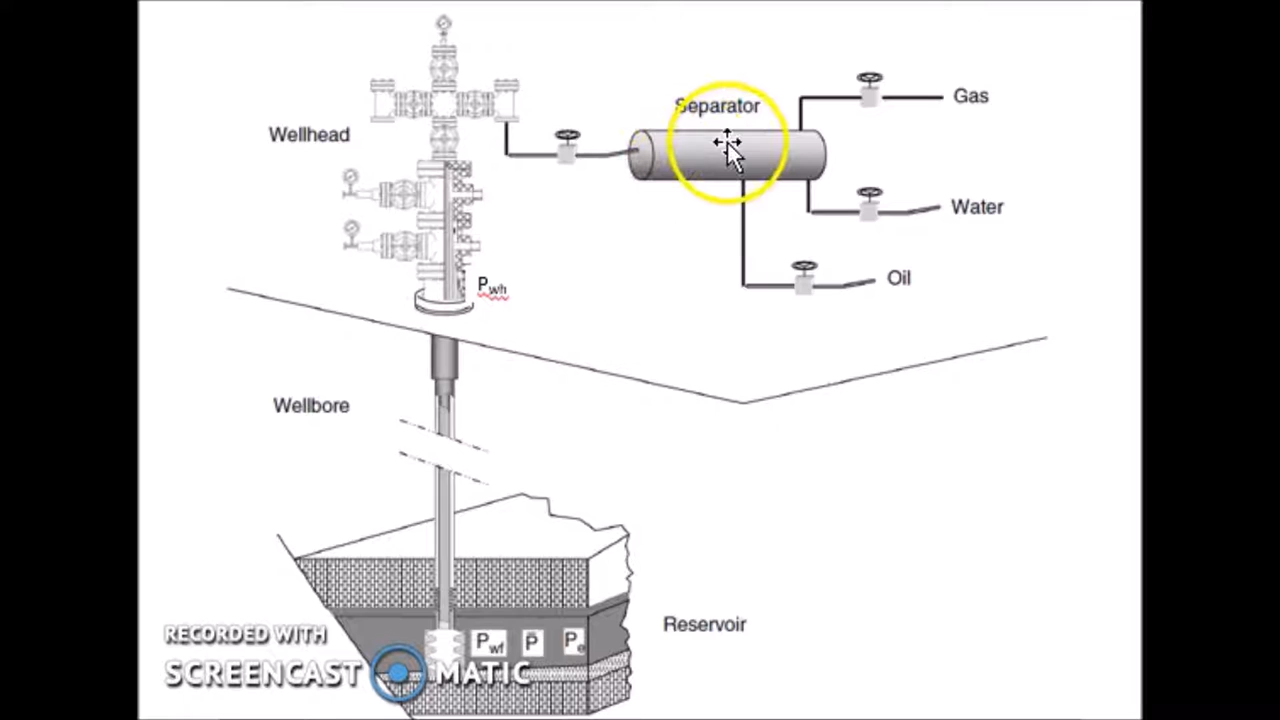 Separator
Gas
Wellhead
Water
Oil
Pwh
Wellbore
Reservoir
Pwf
P̄
Pe
RECORDED WITH
SCREENCAST MATIC